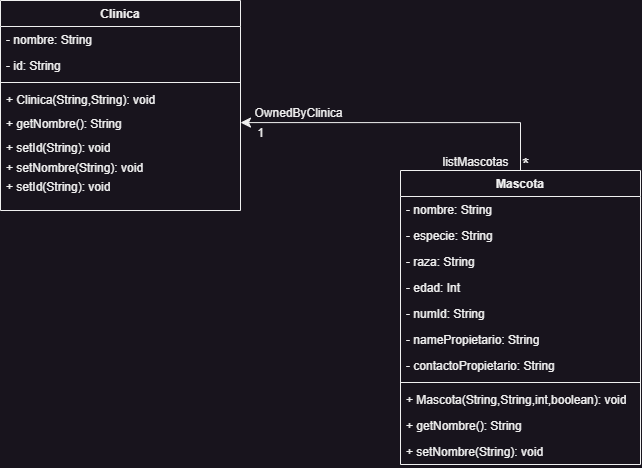 Clinica
- nombre: String
- id: String
+ Clinica(String,String): void
+ getNombre(): String
+ setId(String): void
+ setNombre(String): void
+ setId(String): void
OwnedByClinica
1
listMascotas
*
Mascota
- nombre: String
- especie: String
- raza: String
- edad: Int
- numId: String
- namePropietario: String
- contactoPropietario: String
+ Mascota(String,String,int,boolean): void
+ getNombre(): String
+ setNombre(String): void